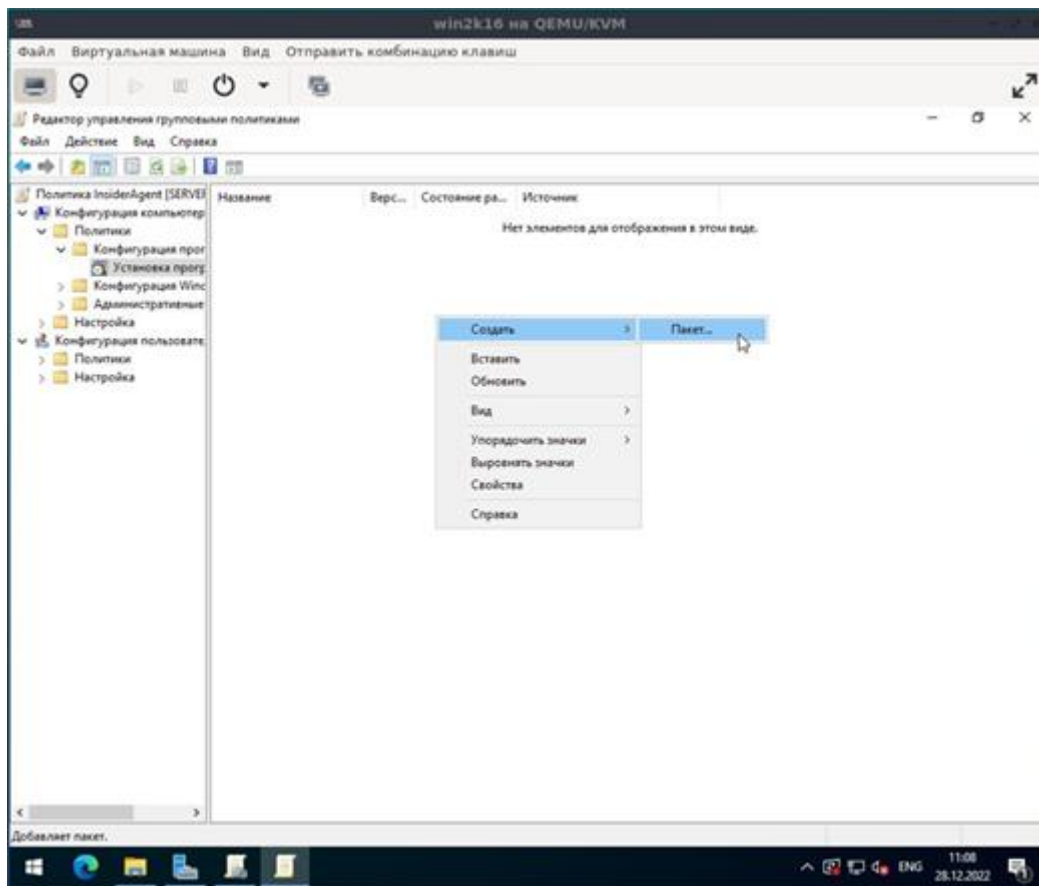 win2k16 на QEMU/KVM
Файл Виртуальная машина Вид Отправить комбинацию клавиш
Редактор управления групповыми политиками
Файл Действие Вид Справка
Политика InsiderAgent [SERVER
Название Верс... Состояние ра... Источник
Конфигурация компьютер
Нет элементов для отображения в этом виде.
Политики
Конфигурация прог
Установка прогр
Конфигурация Winc
Административные
Настройка
Конфигурация пользовате
Политики
Настройка
Создать
Пакет...
Вставить
Обновить
Вид
Упорядочить значки
Выровнять значки
Свойства
Справка
Добавляет пакет.
ENG
11:08
28.12.2022